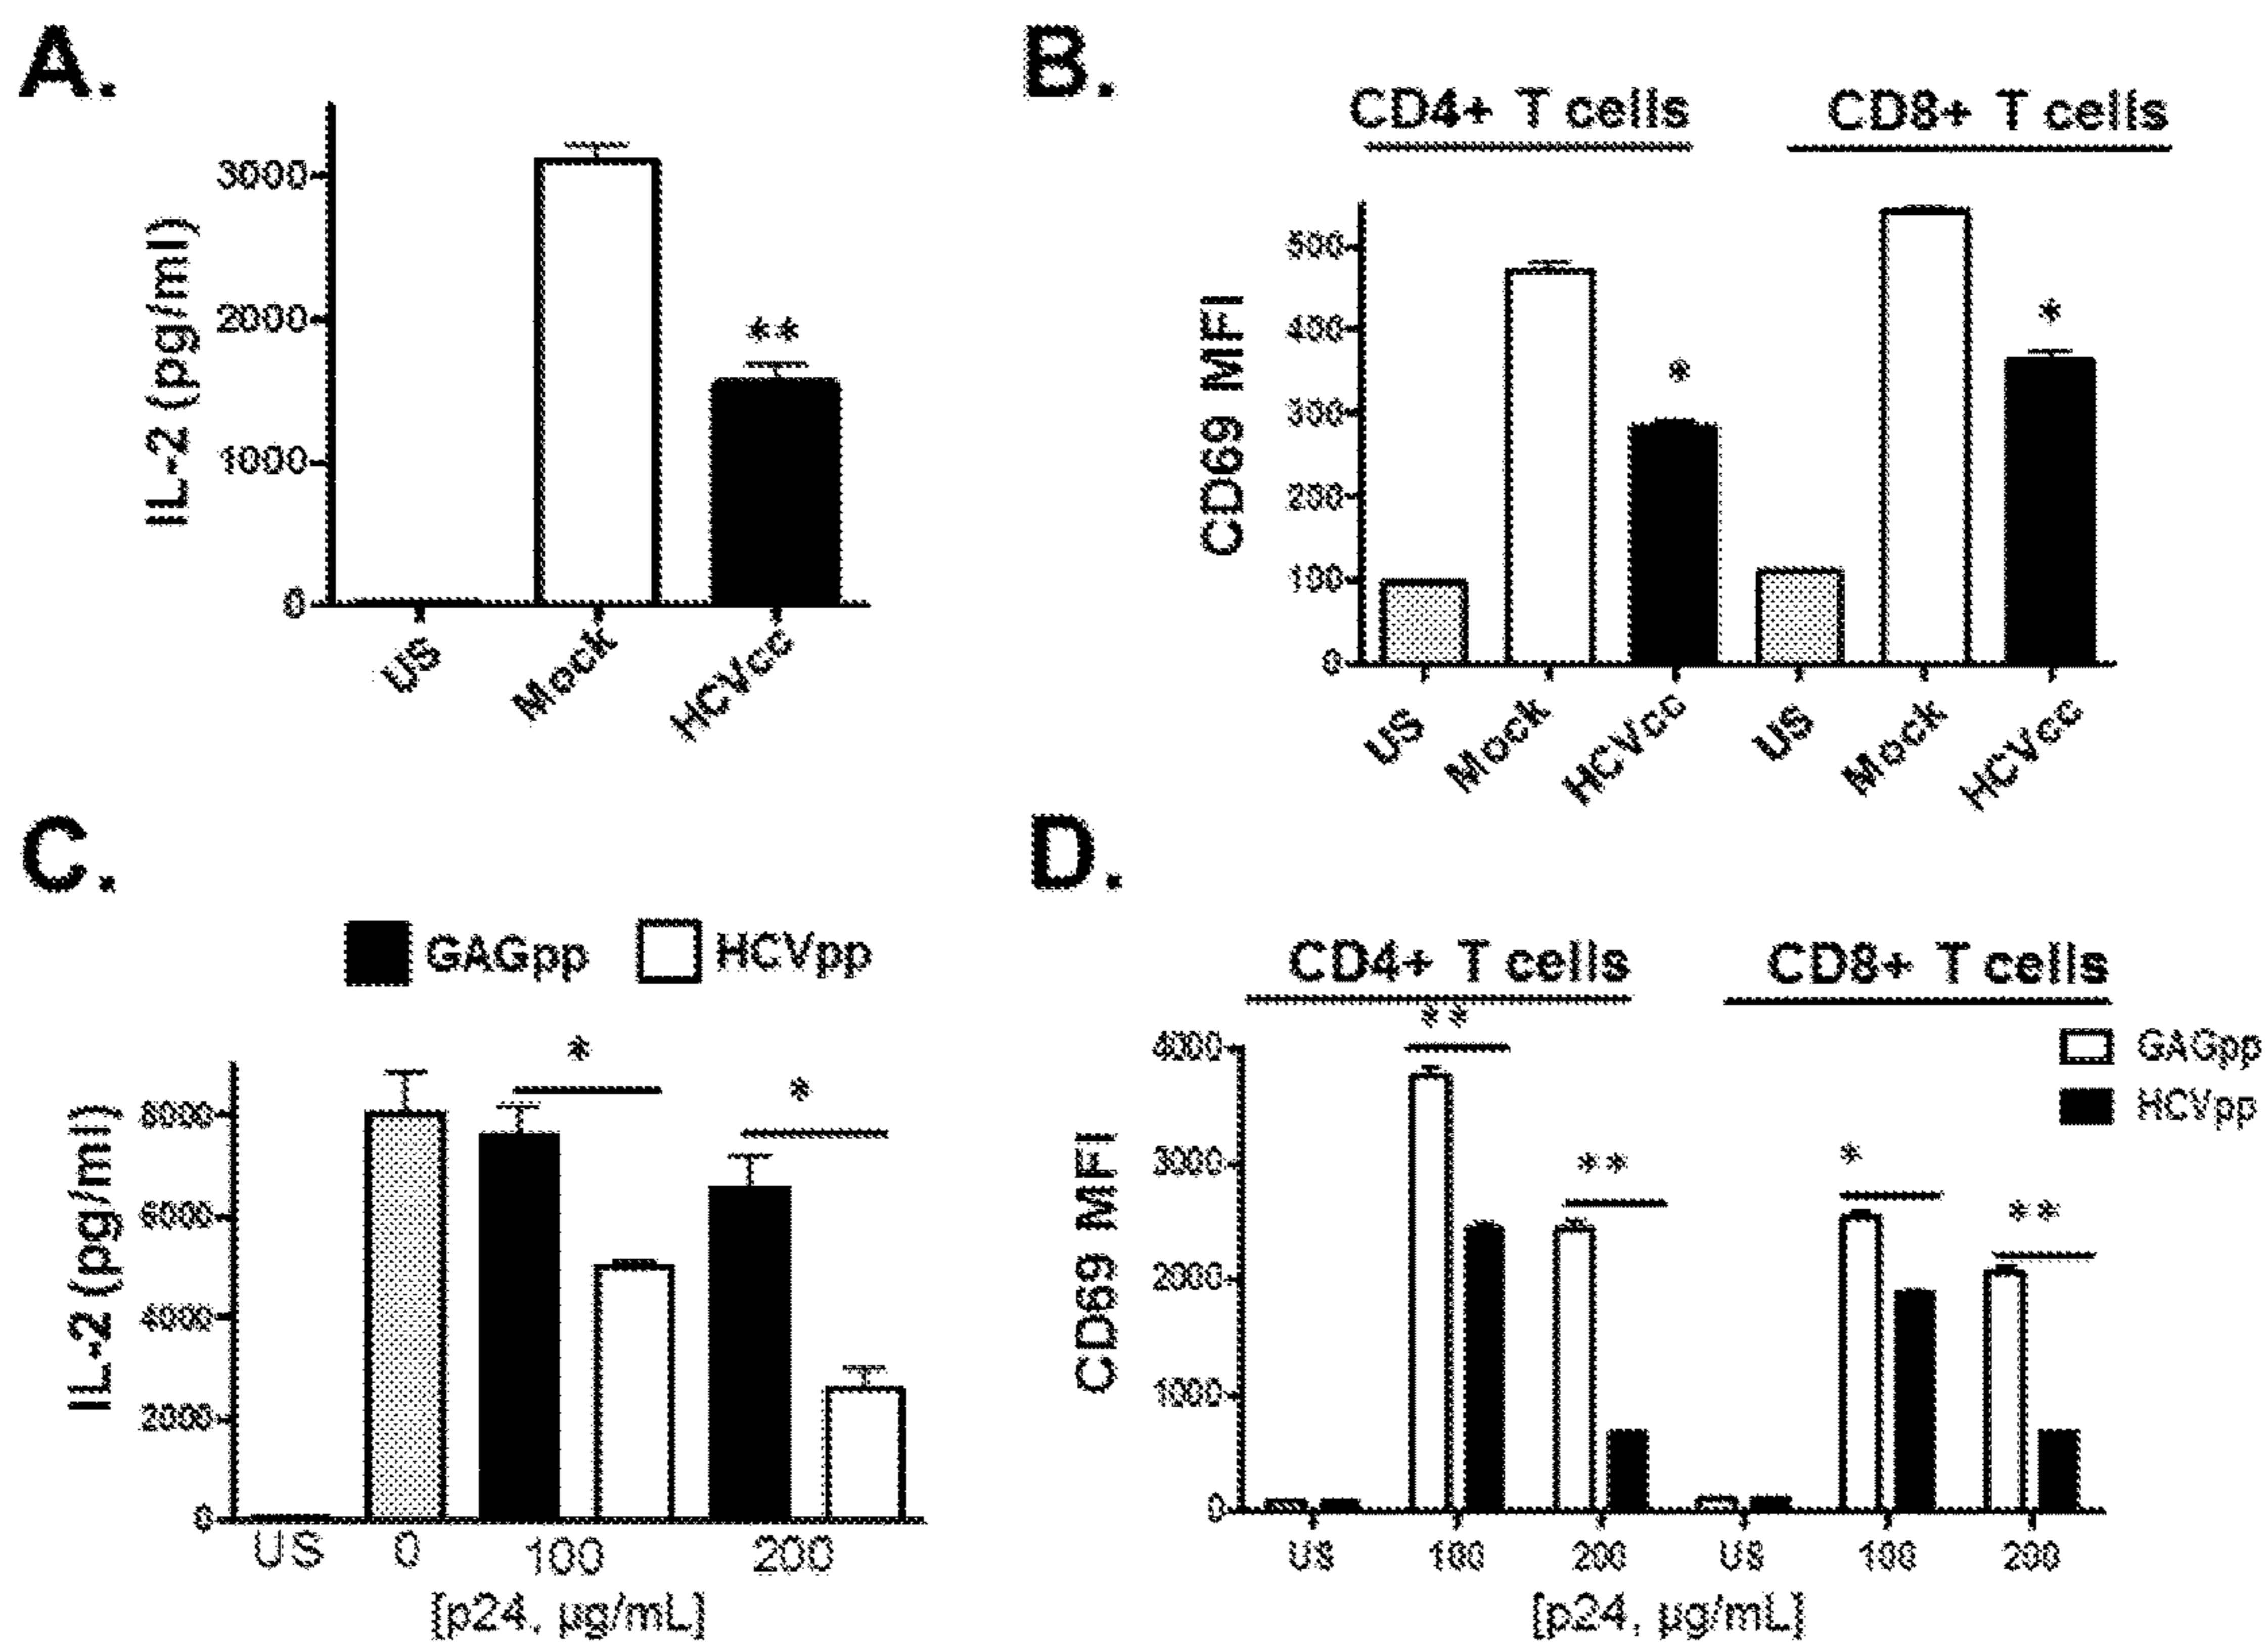 A.
IL-2 (pg/ml)
3000
2000
1000
0
**
US
Mock
HCVcc
B.
CD4+ T cells
CD8+ T cells
CD69 MFI
500
400
300
200
100
0
*
*
US
Mock
HCVcc
US
Mock
HCVcc
C.
GAGpp
HCVpp
IL-2 (pg/ml)
8000
6000
4000
2000
0
*
*
US
0
100
200
[p24, µg/mL]
D.
CD4+ T cells
CD8+ T cells
GAGpp
HCVpp
CD69 MFI
4000
3000
2000
1000
0
**
**
*
**
US
100
200
US
100
200
[p24, µg/mL]